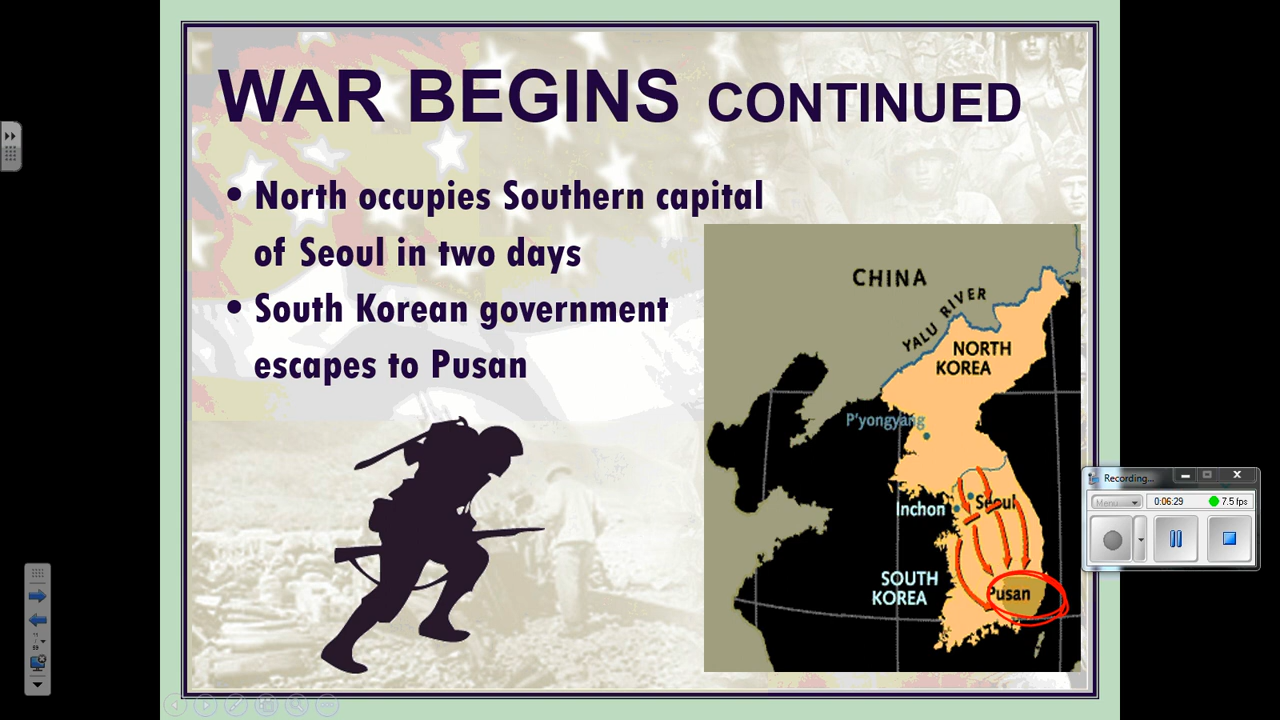 WAR BEGINS CONTINUED
• North occupies Southern capital
of Seoul in two days
• South Korean government
escapes to Pusan
CHINA
YALU RIVER
NORTH
KOREA
P'yongyang
Seoul
Inchon
SOUTH
KOREA
Pusan
Recording...
Menu
0:06:29
7.5 fps